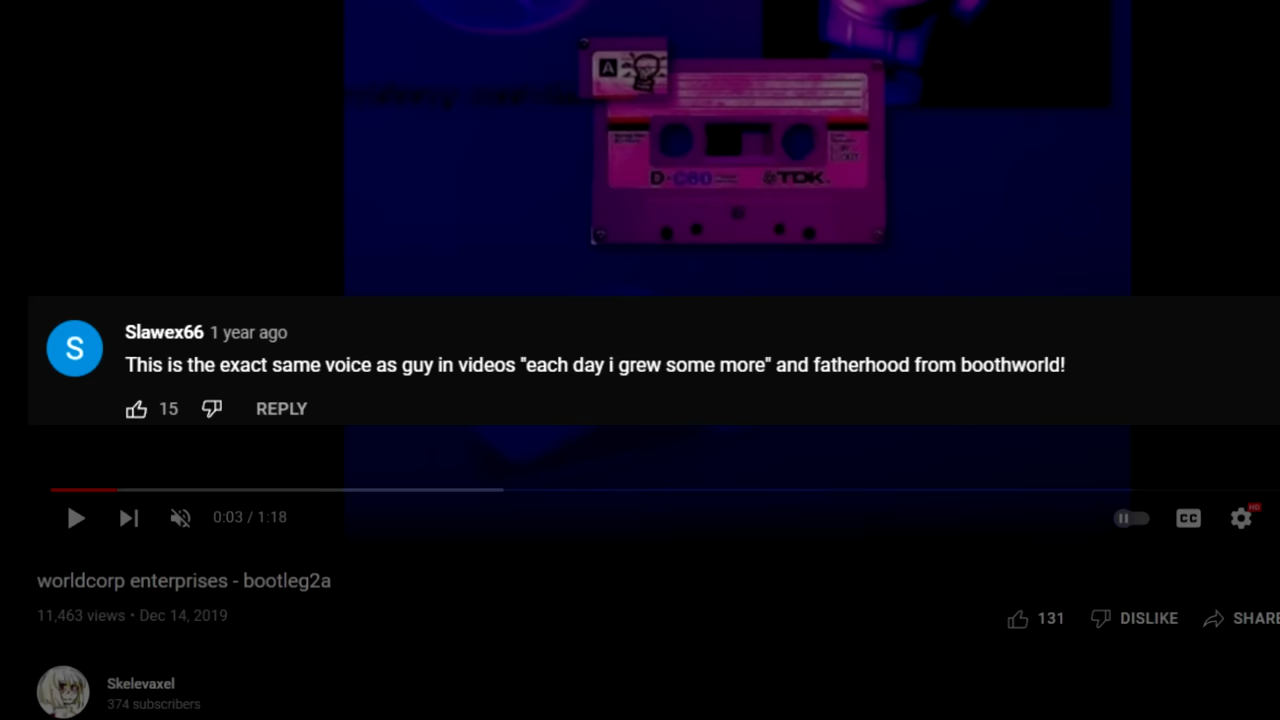 A
D-C60
TDK.
Slawex66 1 year ago
This is the exact same voice as guy in videos "each day i grew some more" and fatherhood from boothworld!
15 REPLY
0:03 / 1:18
CC
HD
worldcorp enterprises - bootleg2a
11,463 views • Dec 14, 2019
131 DISLIKE SHARE
Skelevaxel
374 subscribers